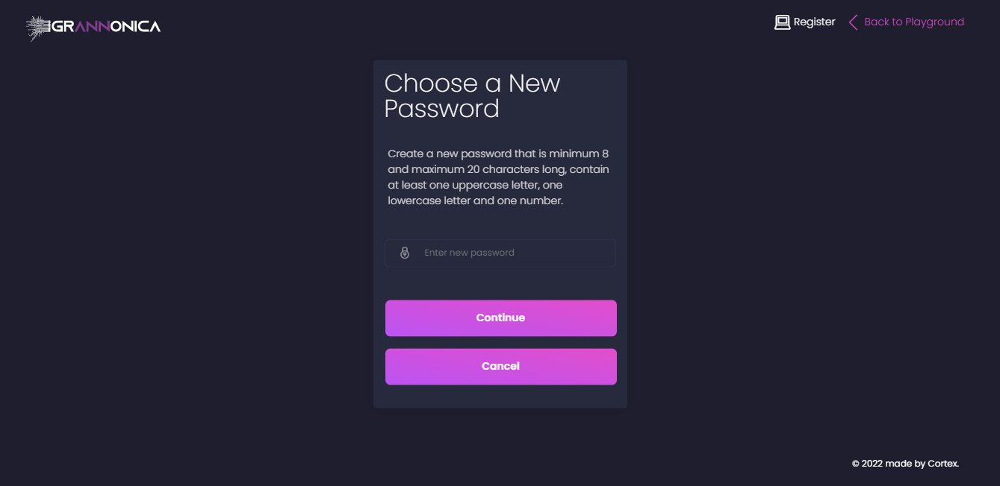 IGRANNONICA
Register
Back to Playground
Choose a New
Password
Create a new password that is minimum 8
and maximum 20 characters long, contain
at least one uppercase letter, one
lowercase letter and one number.
Enter new password
Continue
Cancel
© 2022 made by Cortex.